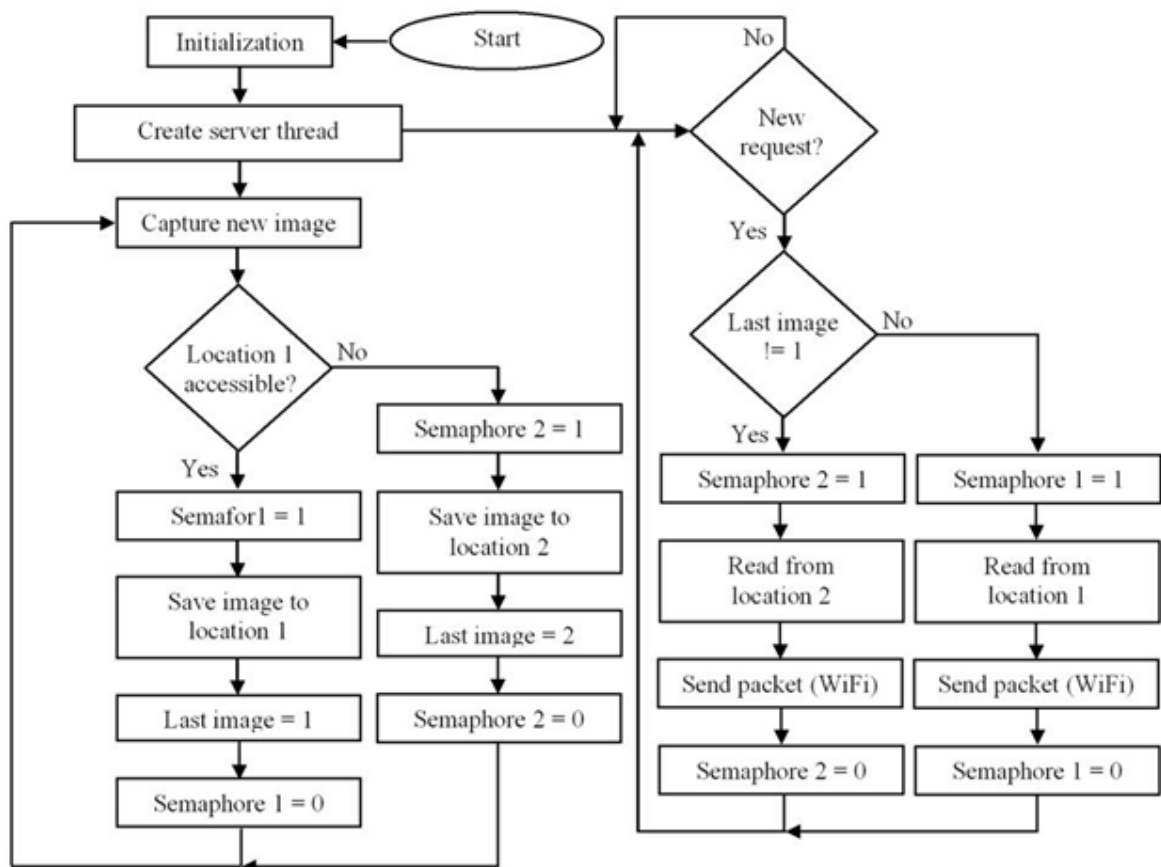 Start
Initialization
Create server thread
Capture new image
Location 1
accessible?
No
Yes
Semafor1 = 1
Save image to
location 1
Last image = 1
Semaphore 1 = 0
Semaphore 2 = 1
Save image to
location 2
Last image = 2
Semaphore 2 = 0
No
New
request?
Yes
Last image
!= 1
No
Yes
Semaphore 2 = 1
Read from
location 2
Send packet (WiFi)
Semaphore 2 = 0
Semaphore 1 = 1
Read from
location 1
Send packet (WiFi)
Semaphore 1 = 0